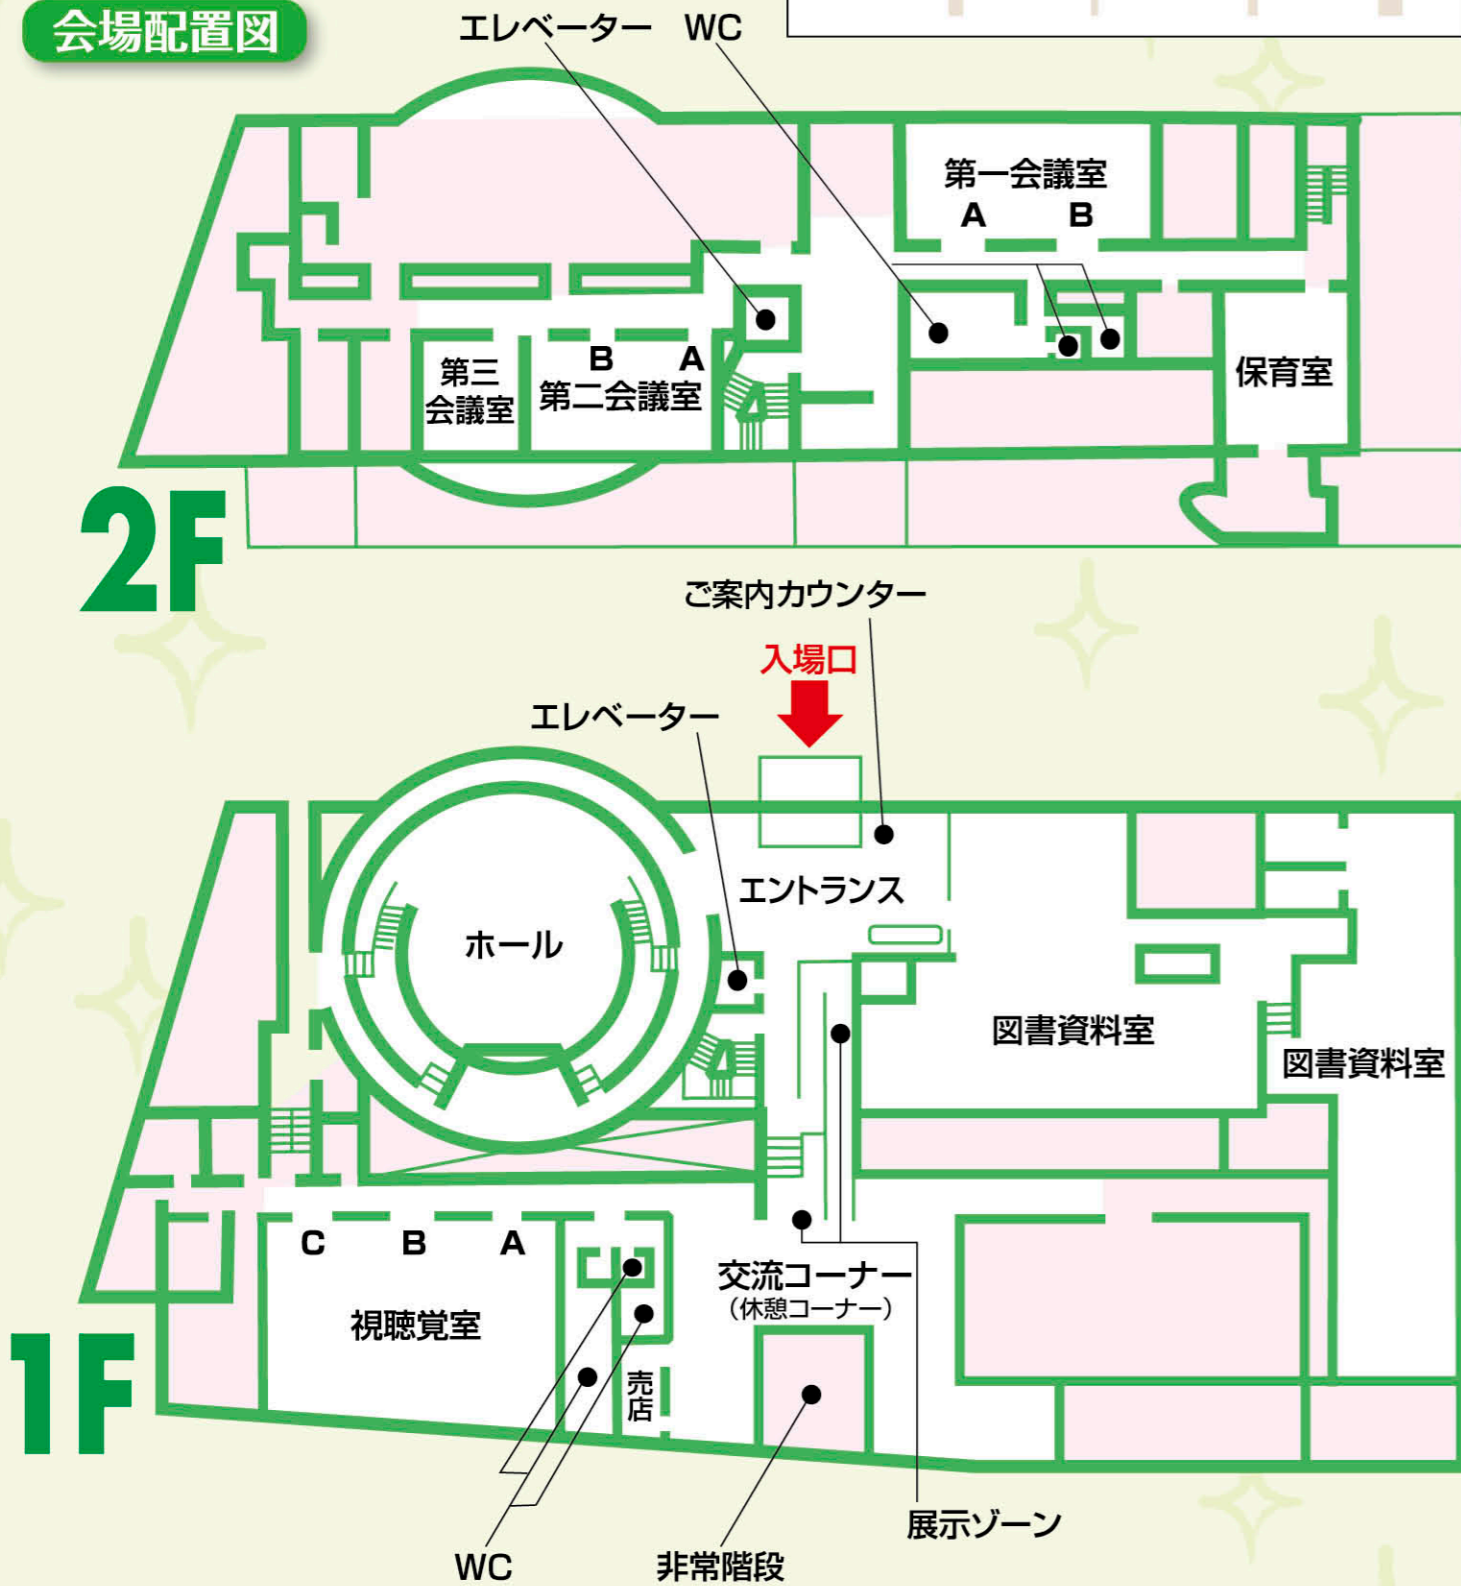 会場配置図
エレベーター WC
第一会議室
A B
B A
第三
会議室
第二会議室
保育室
2F
ご案内カウンター
入場口
エレベーター
エントランス
ホール
図書資料室
図書資料室
C B A
視聴覚室
交流コーナー
（休憩コーナー）
売店
1F
展示ゾーン
WC
非常階段